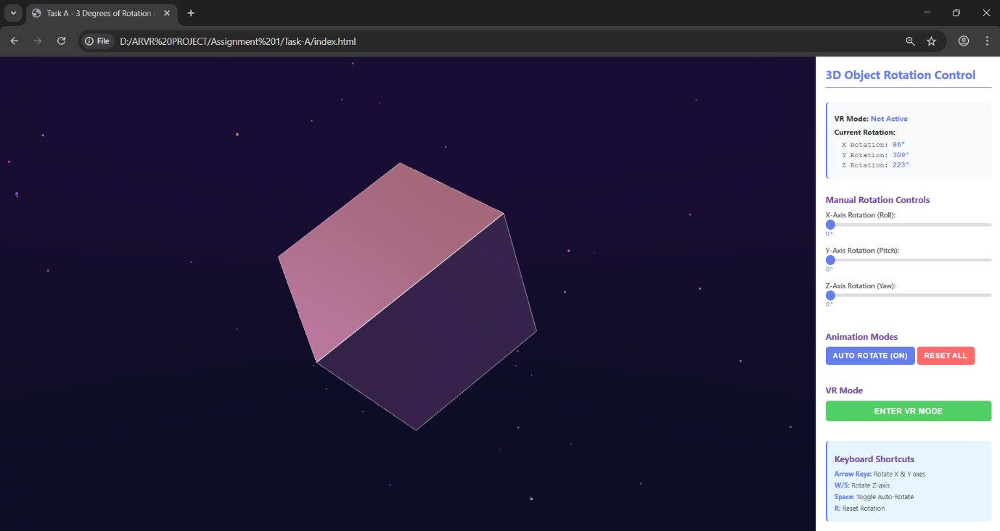 Task A - 3 Degrees of Rotation (
File D:/ARVR%20PROJECT/Assignment%201/Task-A/index.html
3D Object Rotation Control
VR Mode: Not Active
Current Rotation:
X Rotation: 86°
Y Rotation: 309°
Z Rotation: 223°
Manual Rotation Controls
X-Axis Rotation (Roll):
0°
Y-Axis Rotation (Pitch):
0°
Z-Axis Rotation (Yaw):
0°
Animation Modes
AUTO ROTATE (ON) RESET ALL
VR Mode
ENTER VR MODE
Keyboard Shortcuts
Arrow Keys: Rotate X & Y axes
W/S: Rotate Z-axis
Space: Toggle Auto-Rotate
R: Reset Rotation